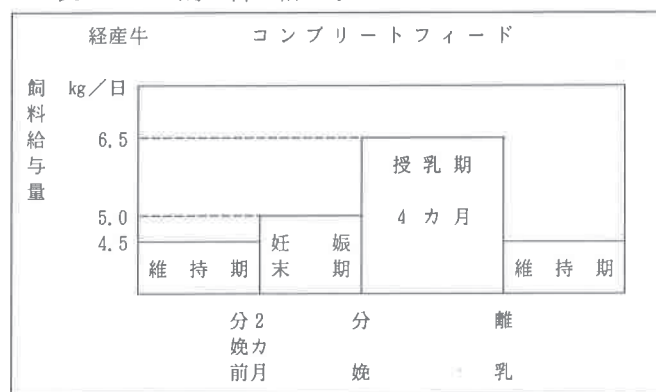 経産牛 コンブリートフィード
飼料給与量
kg／日
6.5
5.0
4.5
維持期
妊娠末期
授乳期
4カ月
維持期
分娩前2カ月
分娩
離乳